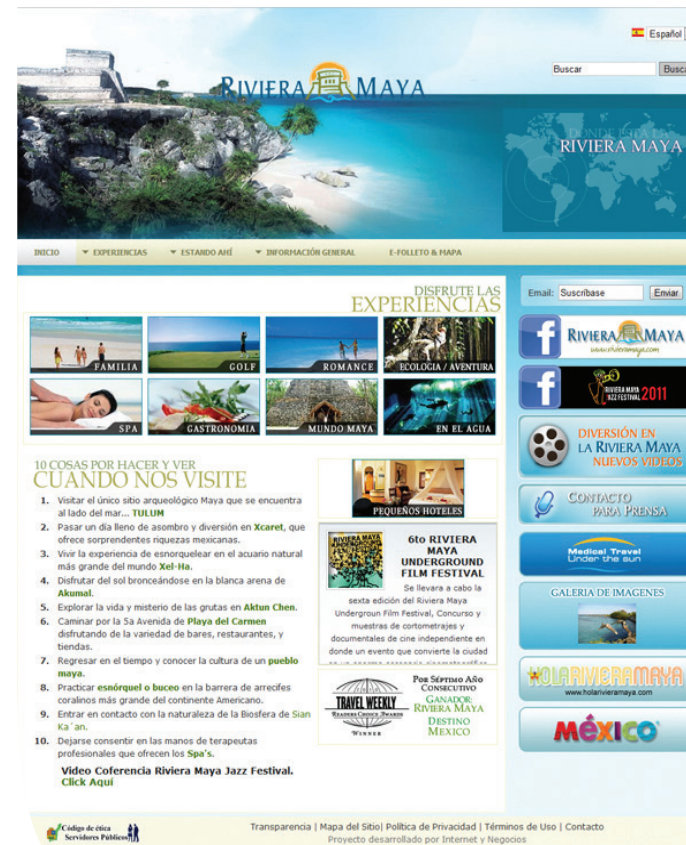 Español
RIVIERA MAYA
Buscar
DONDE ESTA LA
RIVIERA MAYA
INICIO
EXPERIENCIAS
ESTANDO AHÍ
INFORMACIÓN GENERAL
E-FOLLETO & MAPA
DISFRUTE LAS
EXPERIENCIAS
FAMILIA
GOLF
ROMANCE
ECOLOGIA / AVENTURA
SPA
GASTRONOMIA
MUNDO MAYA
EN EL AGUA
10 COSAS POR HACER Y VER
CUANDO NOS VISITE
1. Visitar el único sitio arqueológico Maya que se encuentra
al lado del mar... TULUM
2. Pasar un día lleno de asombro y diversión en Xcaret, que
ofrece sorprendentes riquezas mexicanas.
3. Vivir la experiencia de esnorquelear en el acuario natural
más grande del mundo Xel-Ha.
4. Disfrutar del sol bronceándose en la blanca arena de
Akumal.
5. Explorar la vida y misterio de las grutas en Aktun Chen.
6. Caminar por la 5a Avenida de Playa del Carmen
disfrutando de la variedad de bares, restaurantes, y
tiendas.
7. Regresar en el tiempo y conocer la cultura de un pueblo
maya.
8. Practicar esnórquel o buceo en la barrera de arrecifes
coralinos más grande del continente Americano.
9. Entrar en contacto con la naturaleza de la Biosfera de Sian
Ka´an.
10. Dejarse consentir en las manos de terapeutas
profesionales que ofrecen los Spa's.
Video Coferencia Riviera Maya Jazz Festival.
Click Aquí
PEQUEÑOS HOTELES
RIVIERA MAYA
6to RIVIERA
MAYA
UNDERGROUND
FILM FESTIVAL
Se llevara a cabo la
sexta edición del Riviera Maya
Undergroun Film Festival, Concurso y
muestras de cortometrajes y
documentales de cine independiente en
donde un evento que convierte la ciudad
TRAVEL WEEKLY
READERS CHOICE AWARDS
WINNER
POR SÉPTIMO AÑO
CONSECUTIVO
GANADOR:
RIVIERA MAYA
DESTINO
MEXICO
Email: Suscríbase Enviar
RIVIERA MAYA
www.rivieramaya.com
RIVIERA MAYA
JAZZ FESTIVAL 2011
DIVERSIÓN EN
LA RIVIERA MAYA
NUEVOS VIDEOS
CONTACTO
PARA PRENSA
Medical Travel
Under the sun
GALERIA DE IMAGENES
HOLARIVIERAMAYA
www.holarivieramaya.com
MéXICO
Código de ética
Servidores Públicos
Transparencia | Mapa del Sitio| Política de Privacidad | Términos de Uso | Contacto
Proyecto desarrollado por Internet y Negocios